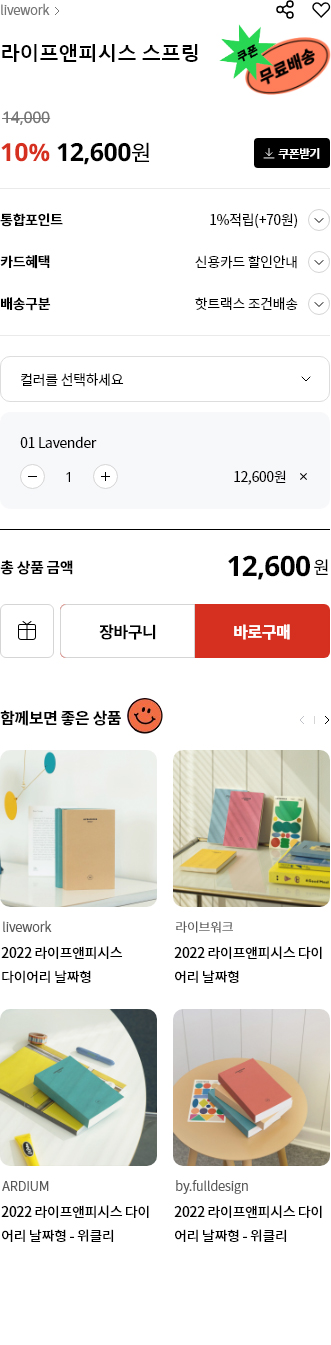 livework
라이프앤피시스 스프링
쿠폰
무료배송
14,000
10% 12,600원
쿠폰받기
통합포인트
1%적립(+70원)
카드혜택
신용카드 할인안내
배송구분
핫트랙스 조건배송
컬러를 선택하세요
01 Lavender
1
12,600원
총 상품 금액
12,600 원
장바구니
바로구매
함께보면 좋은 상품
livework
2022 라이프앤피시스
다이어리 날짜형
라이브워크
2022 라이프앤피시스 다이
어리 날짜형
ARDIUM
2022 라이프앤피시스 다이
어리 날짜형 - 위클리
by.fulldesign
2022 라이프앤피시스 다이
어리 날짜형 - 위클리